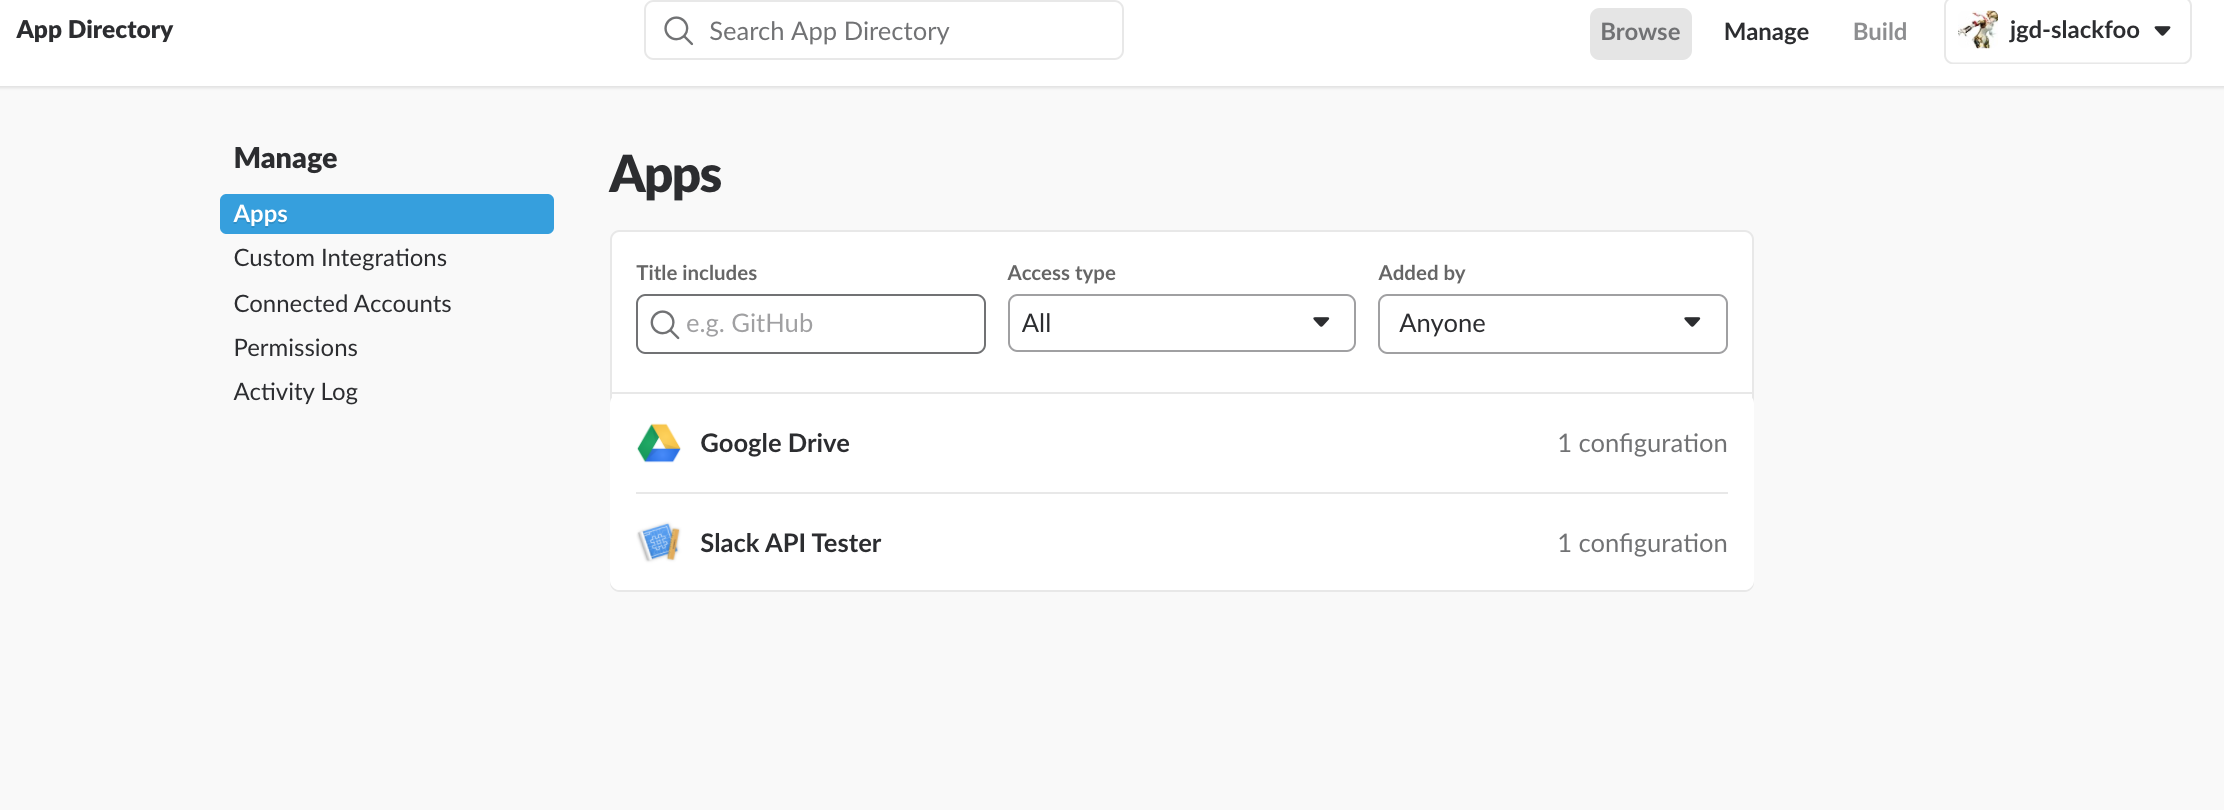 App Directory
Search App Directory
Browse
Manage
Build
jgd-slackfoo
Manage
Apps
Custom Integrations
Connected Accounts
Permissions
Activity Log
Apps
Title includes
Access type
Added by
e.g. GitHub
All
Anyone
Google Drive
1 configuration
Slack API Tester
1 configuration